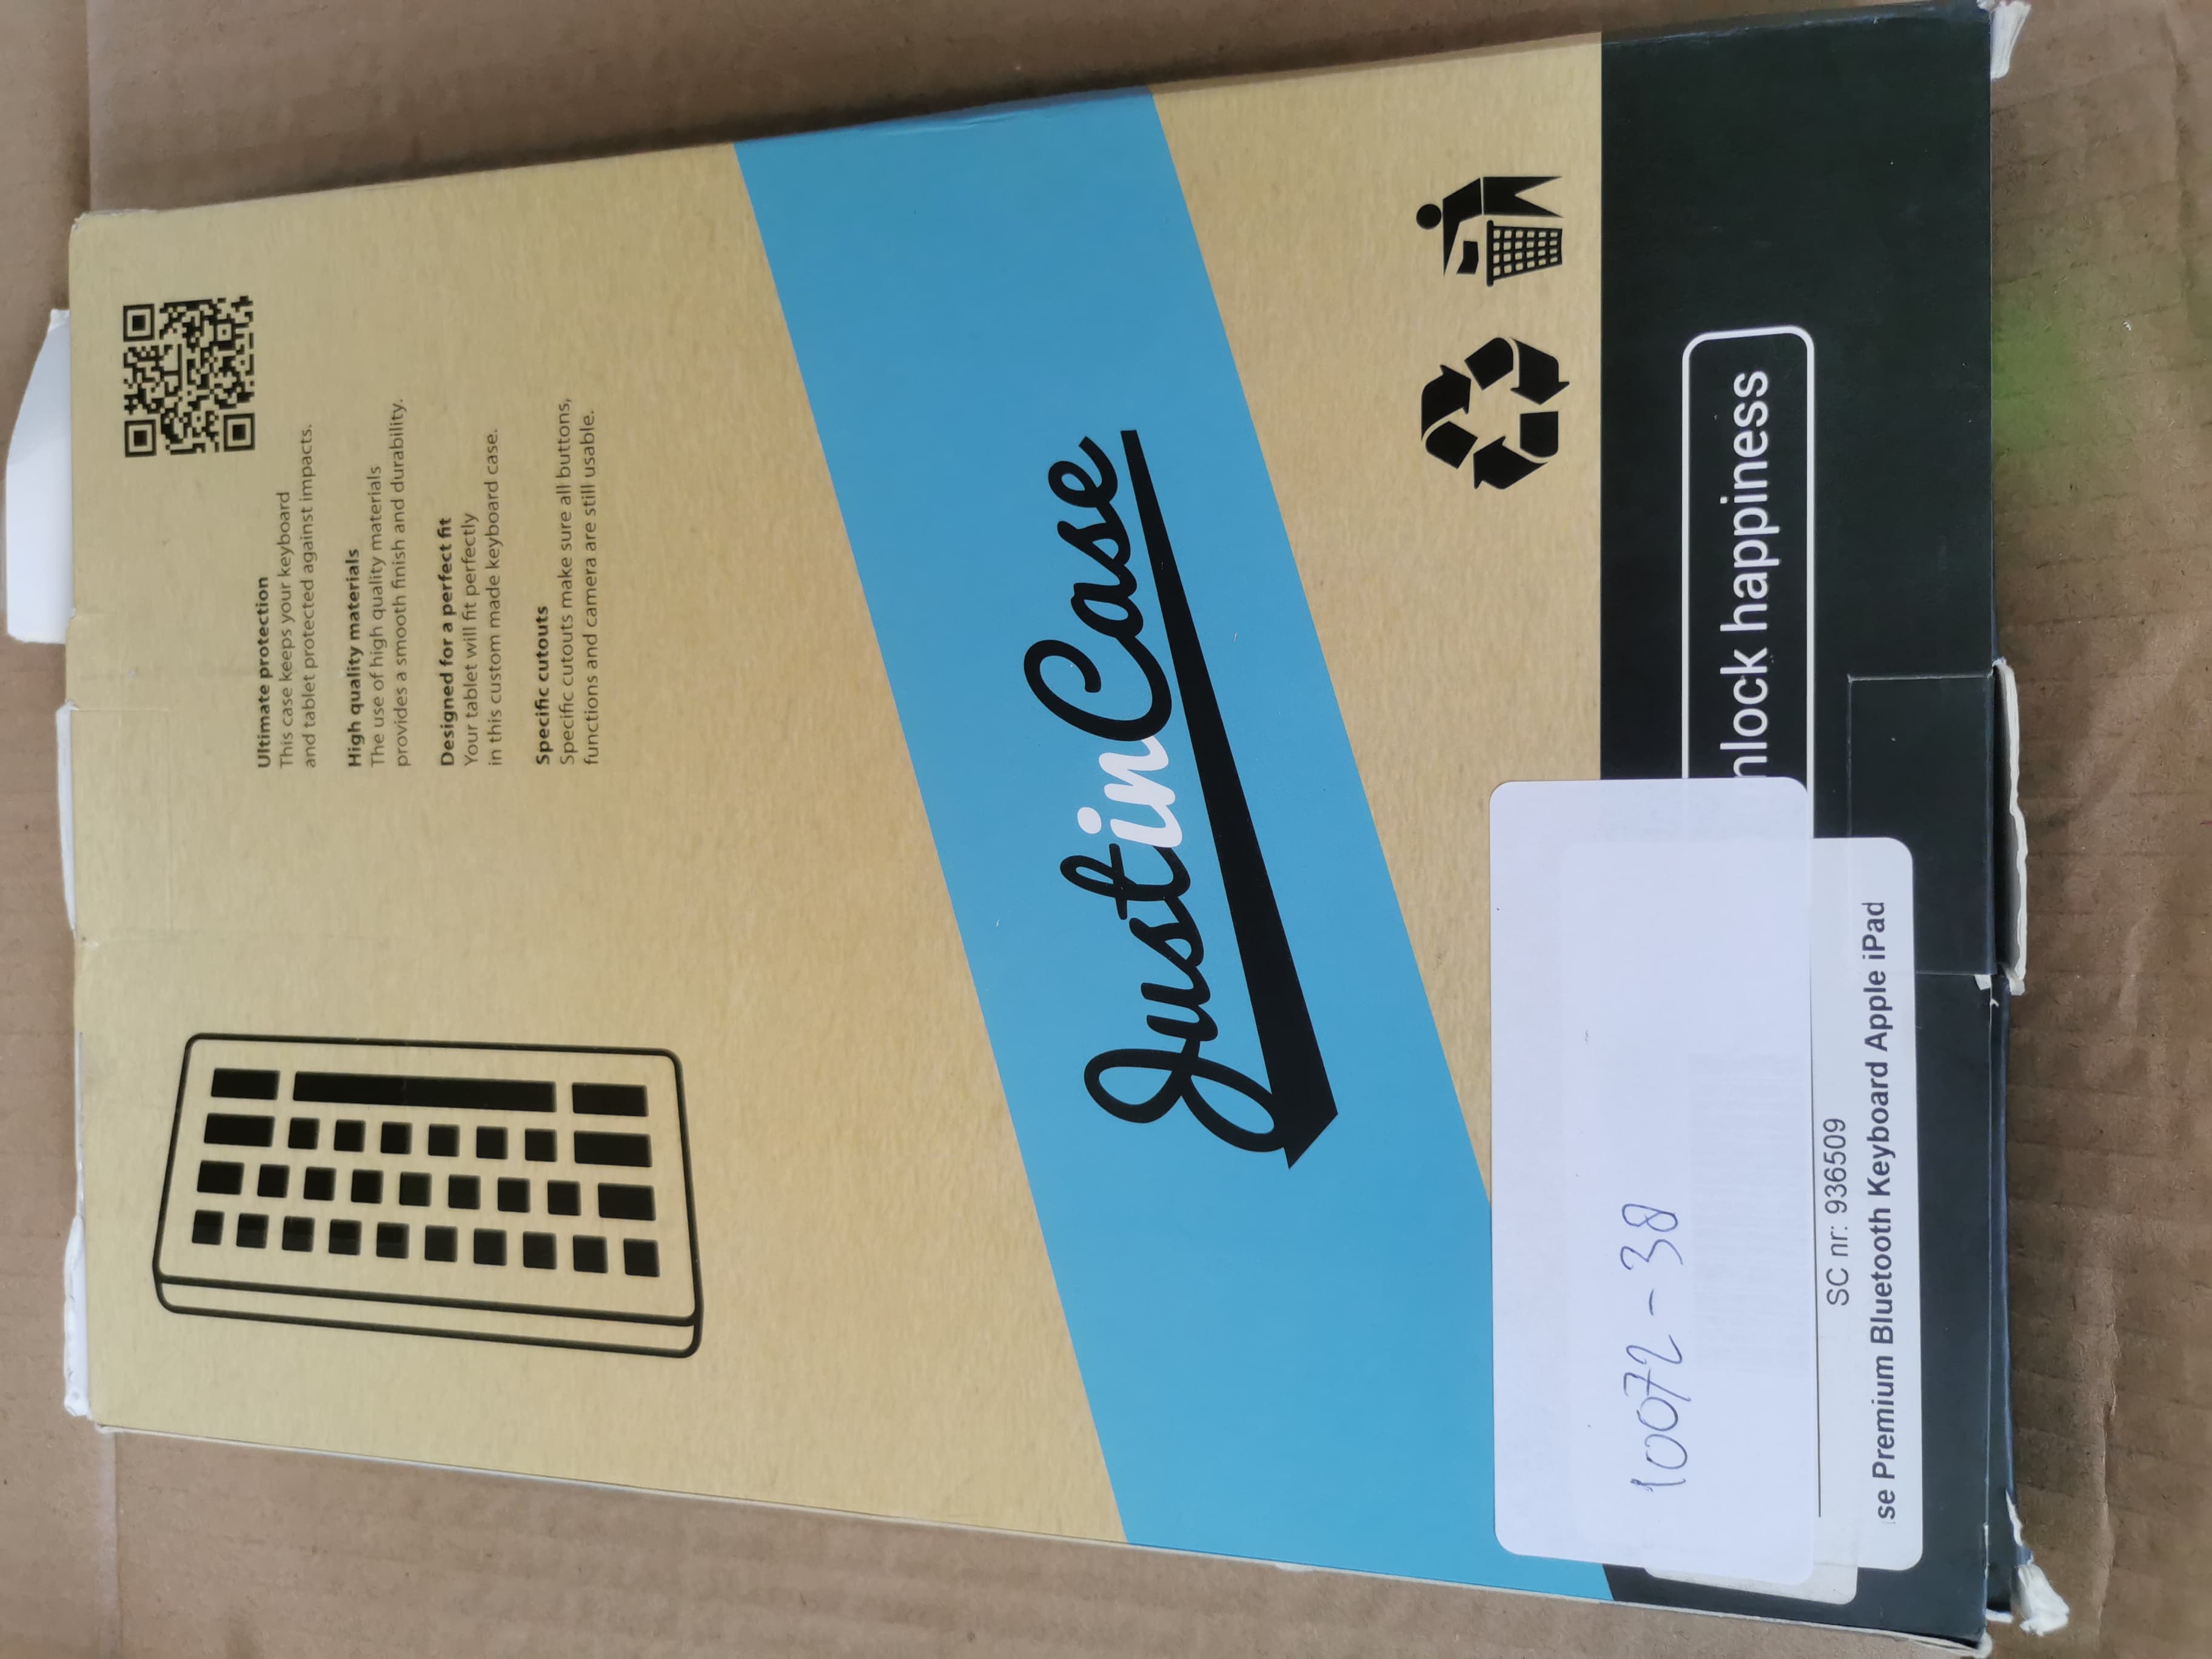 Ultimate protection
This case keeps your keyboard
and tablet protected against impacts.
High quality materials
The use of high quality materials
provides a smooth finish and durability.
Designed for a perfect fit
Your tablet will fit perfectly
in this custom made keyboard case.
Specific cutouts
Specific cutouts make sure all buttons,
functions and camera are still usable.
JustinCase
nlock happiness
10072-38
SC nr: 936509
se Premium Bluetooth Keyboard Apple iPad